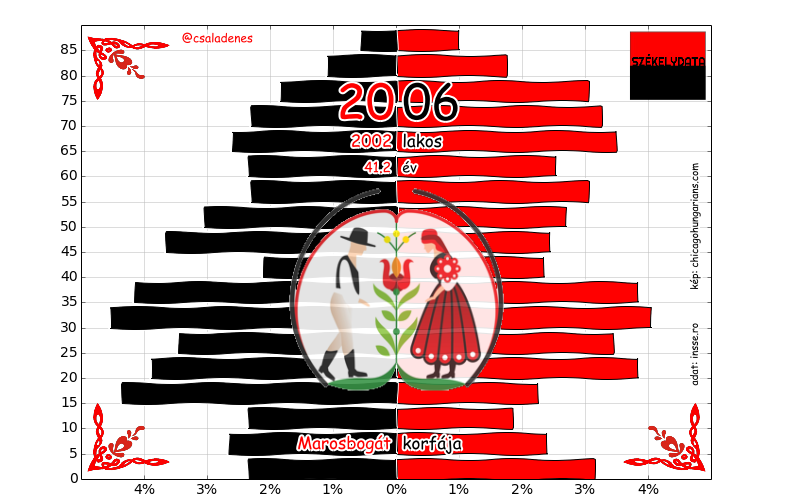 @csaladenes
SZÉKELYDATA
2006
2002 lakos
41,2 év
kép: chicagohungarians.com
adat: insse.ro
Marosbogát korfája
85
80
75
70
65
60
55
50
45
40
35
30
25
20
15
10
5
0
4% 3% 2% 1% 0% 1% 2% 3% 4%